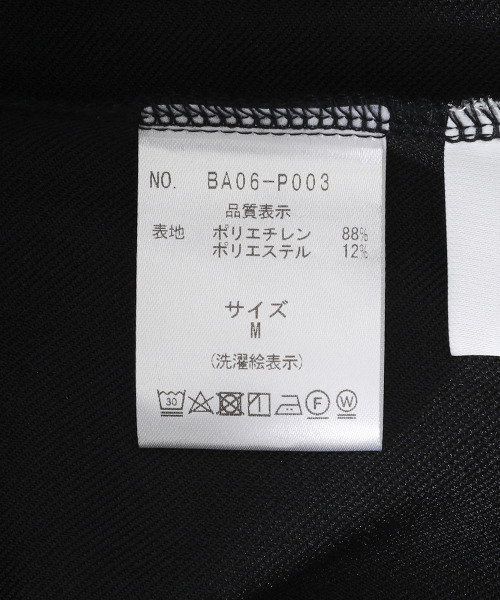 NO. BA06-P003
品質表示
表地 ポリエチレン 88%
ポリエステル 12%
サイズ
M
(洗濯絵表示)
30 F W